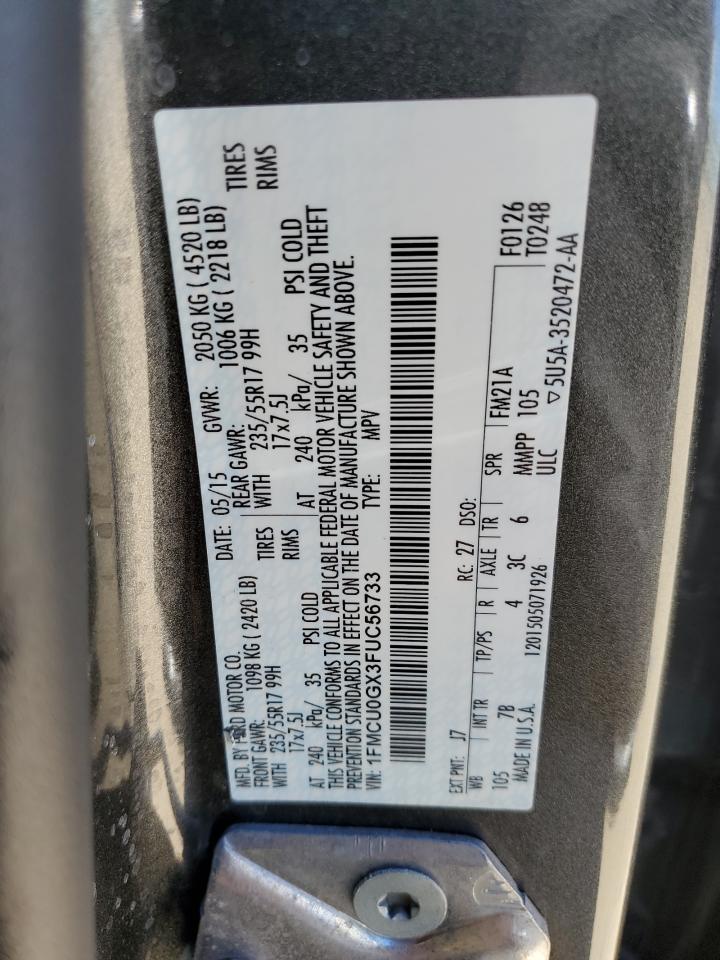 MFD. BY FORD MOTOR CO.
DATE: 05/15 GVWR: 2050 KG ( 4520 LB)
FRONT GAWR: 1098 KG ( 2420 LB) REAR GAWR: 1006 KG ( 2218 LB)
WITH 235/55R17 99H TIRES WITH 235/55R17 99H TIRES
17x7.5J RIMS 17x7.5J RIMS
AT 240 kPa/ 35 PSI COLD AT 240 kPa/ 35 PSI COLD
THIS VEHICLE CONFORMS TO ALL APPLICABLE FEDERAL MOTOR VEHICLE SAFETY AND THEFT
PREVENTION STANDARDS IN EFFECT ON THE DATE OF MANUFACTURE SHOWN ABOVE.
VIN: 1FMCU0GX3FUC56733 TYPE: MPV
EXT PNT: J7 RC: 27 DSO: F0126
WB INT TR TP/PS R AXLE TR SPR FM21A T0248
105 7B 4 3C 6 MMPP 105
MADE IN U.S.A. 1201505071926 ULC ▽5U5A-3520472-AA